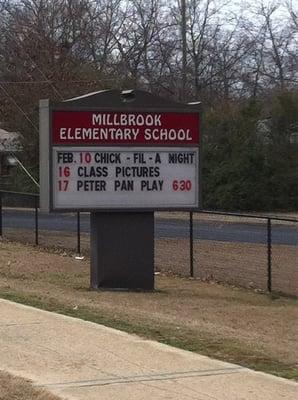 MILLBROOK
ELEMENTARY SCHOOL
FEB. 10 CHICK - FIL - A NIGHT
16 CLASS PICTURES
17 PETER PAN PLAY 630